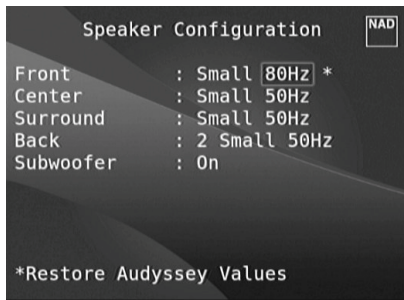 Speaker Configuration
NAD
Front : Small 80Hz *
Center : Small 50Hz
Surround : Small 50Hz
Back : 2 Small 50Hz
Subwoofer : On
*Restore Audyssey Values